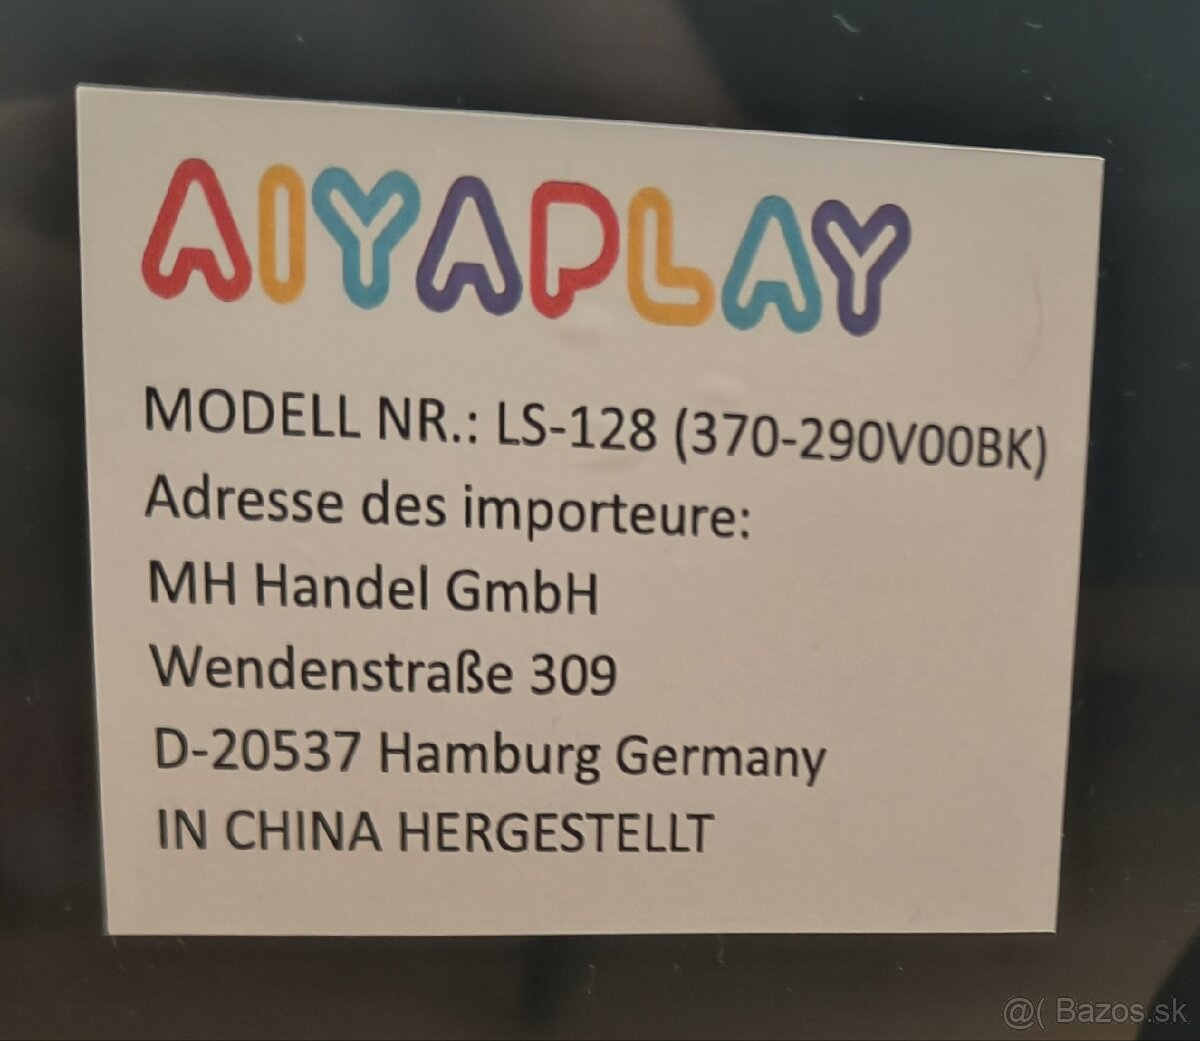 AIYAPLAY
MODELL NR.: LS-128 (370-290V00BK)
Adresse des importeure:
MH Handel GmbH
Wendenstraße 309
D-20537 Hamburg Germany
IN CHINA HERGESTELLT
@( Bazos.sk